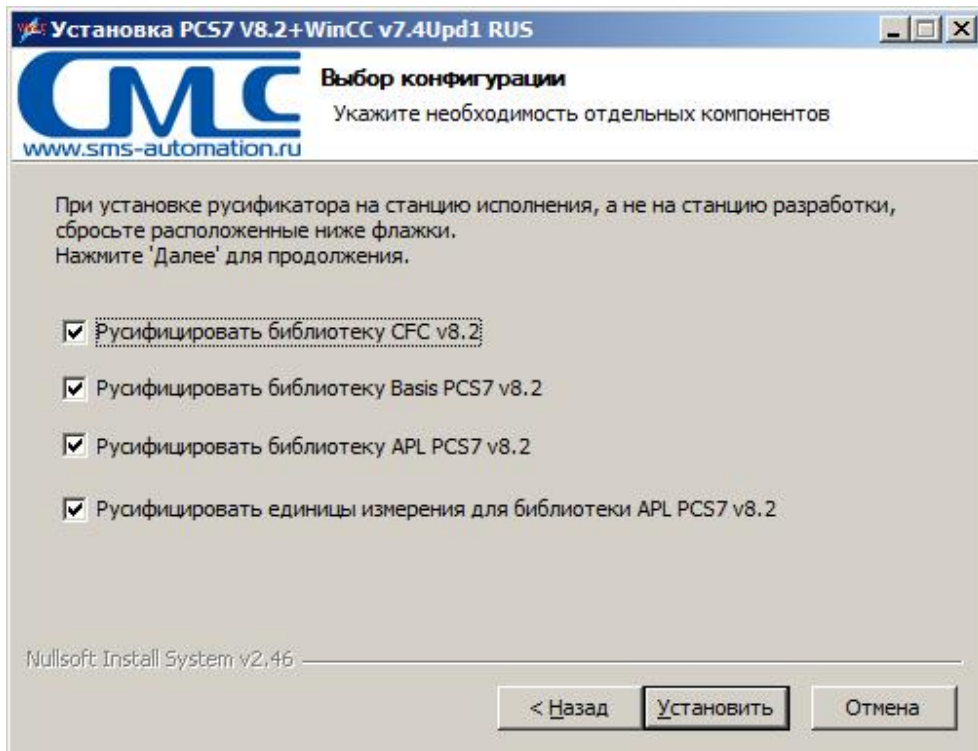 Установка PCS7 V8.2+WinCC v7.4Upd1 RUS
СМС
www.sms-automation.ru
Выбор конфигурации
Укажите необходимость отдельных компонентов
При установке русификатора на станцию исполнения, а не на станцию разработки,
сбросьте расположенные ниже флажки.
Нажмите 'Далее' для продолжения.
Русифицировать библиотеку CFC v8.2
Русифицировать библиотеку Basis PCS7 v8.2
Русифицировать библиотеку APL PCS7 v8.2
Русифицировать единицы измерения для библиотеки APL PCS7 v8.2
Nullsoft Install System v2.46
< Назад
Установить
Отмена